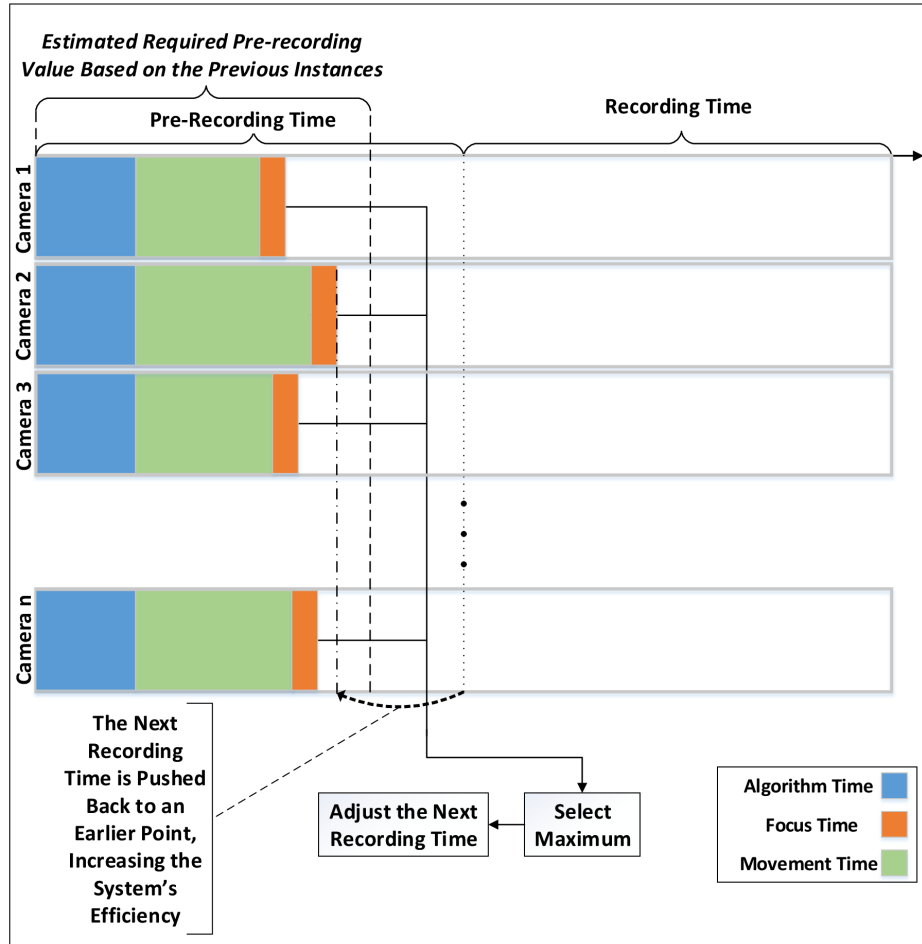 Estimated Required Pre-recording
Value Based on the Previous Instances
Pre-Recording Time
Recording Time
Camera 1
Camera 2
Camera 3
Camera n
The Next
Recording
Time is Pushed
Back to an
Earlier Point,
Increasing the
System's
Efficiency
Adjust the Next
Recording Time
Select
Maximum
Algorithm Time
Focus Time
Movement Time